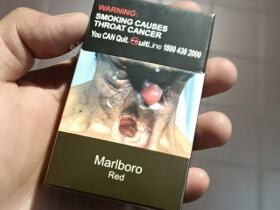 WARNING:
SMOKING CAUSES
THROAT CANCER
You CAN Quit. QuitLine 1800 438 2000
Marlboro
Red